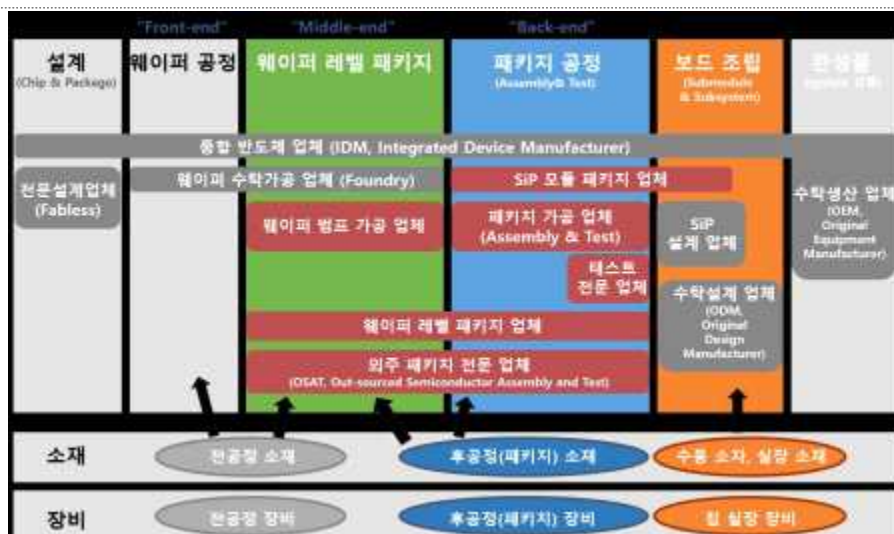 "Front-end"
"Middle-end"
"Back-end"
설계
(Chip & Package)
웨이퍼 공정
웨이퍼 레벨 패키지
패키지 공정
(Assembly& Test)
보드 조립
(Submodule
& Subsystem)
완성품
종합 반도체 업체 (IDM, Integrated Device Manufacturer)
전문설계업체
(Fabless)
웨이퍼 수탁가공 업체 (Foundry)
SiP 모듈 패키지 업체
수탁생산 업체
(OEM,
Original
Equipment
Manufacturer)
웨이퍼 범프 가공 업체
패키지 가공 업체
(Assembly & Test)
SiP
설계 업체
테스트
전문 업체
수탁설계 업체
(ODM,
Original
Design
Manufacturer)
웨이퍼 레벨 패키지 업체
외주 패키지 전문 업체
(OSAT, Out-sourced Semiconductor Assembly and Test)
소재
전공정 소재
후공정(패키지) 소재
수동 소자, 실장 소재
장비
전공정 장비
후공정(패키지) 장비
칩 실장 장비